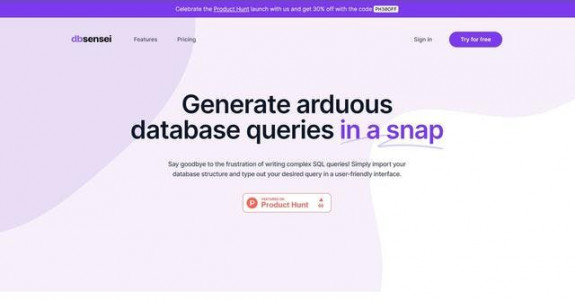 Celebrate the Product Hunt launch with us and get 30% off with the code PH30OFF
dbsensei
Features
Pricing
Sign in
Try for free
Generate arduous
database queries in a snap
Say goodbye to the frustration of writing complex SQL queries! Simply import your
database structure and type out your desired query in a user-friendly interface.
FEATURED ON
Product Hunt